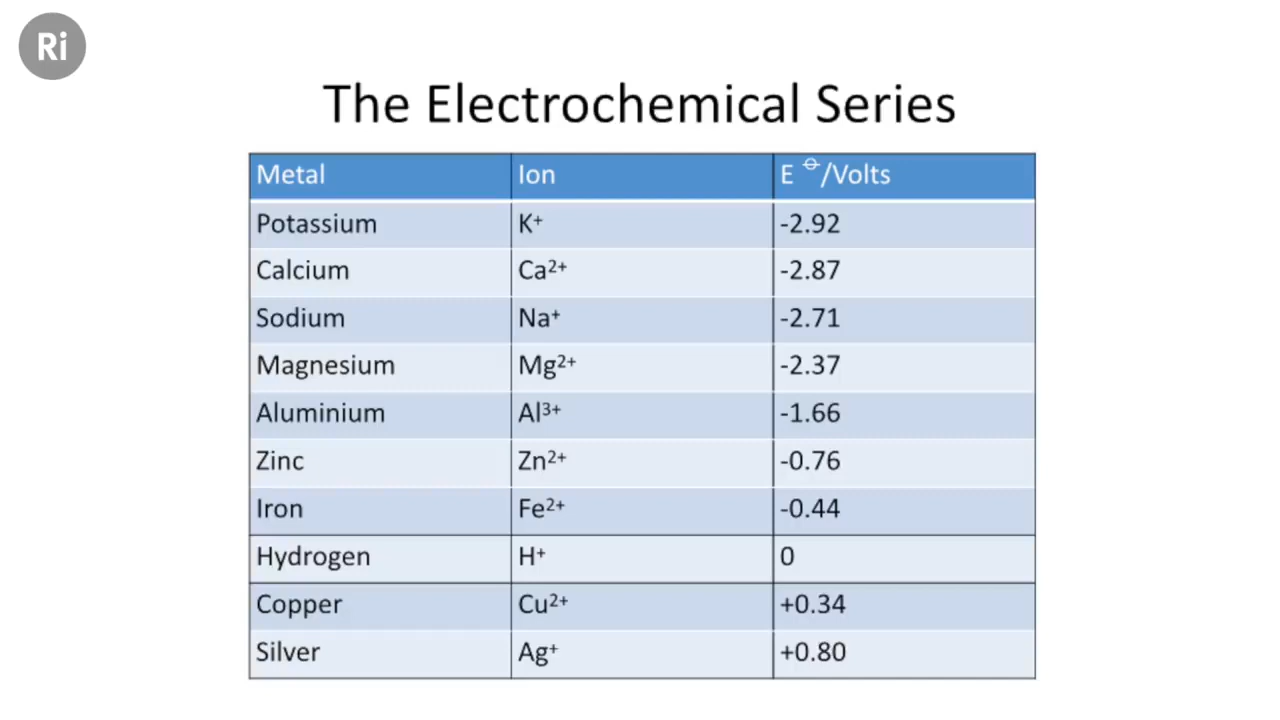 Ri
The Electrochemical Series
Metal Ion E ⦵/Volts
Potassium K⁺ -2.92
Calcium Ca²⁺ -2.87
Sodium Na⁺ -2.71
Magnesium Mg²⁺ -2.37
Aluminium Al³⁺ -1.66
Zinc Zn²⁺ -0.76
Iron Fe²⁺ -0.44
Hydrogen H⁺ 0
Copper Cu²⁺ +0.34
Silver Ag⁺ +0.80